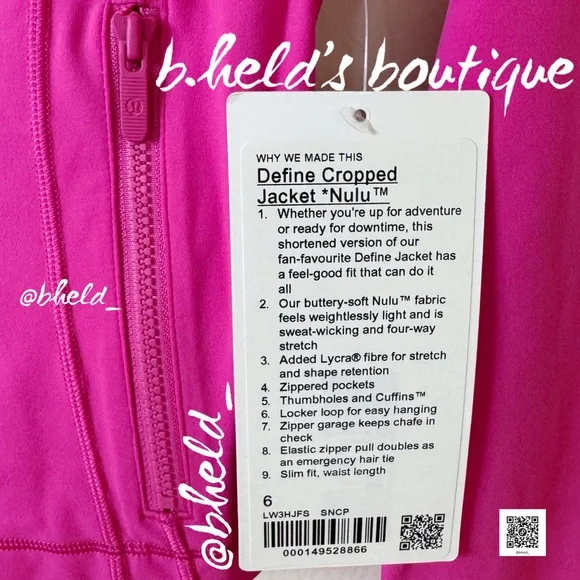 b.held's boutique
WHY WE MADE THIS
Define Cropped
Jacket *Nulu™
1. Whether you're up for adventure
or ready for downtime, this
shortened version of our
fan-favourite Define Jacket has
a feel-good fit that can do it
all
2. Our buttery-soft Nulu™ fabric
feels weightlessly light and is
sweat-wicking and four-way
stretch
3. Added Lycra® fibre for stretch
and shape retention
4. Zippered pockets
5. Thumbholes and Cuffins™
6. Locker loop for easy hanging
7. Zipper garage keeps chafe in
check
8. Elastic zipper pull doubles as
an emergency hair tie
9. Slim fit, waist length
6
LW3HJFS SNCP
000149528866
@bheld_
@bheld_